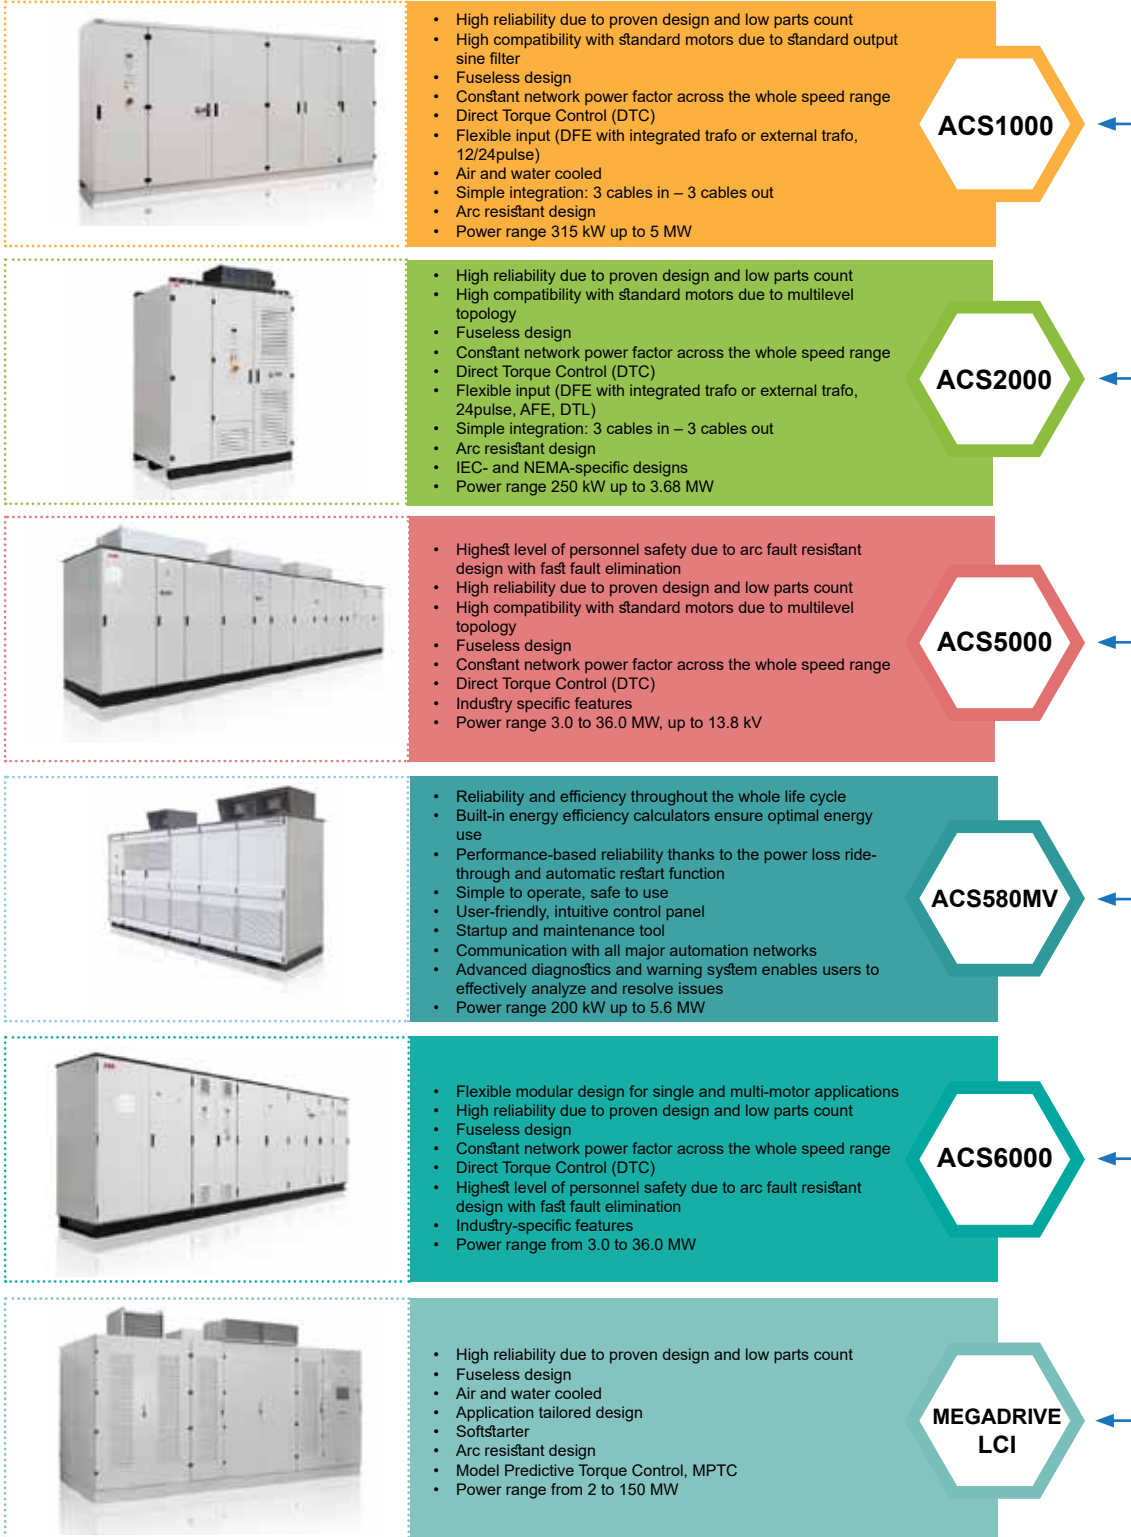 • High reliability due to proven design and low parts count
• High compatibility with standard motors due to standard output
sine filter
• Fuseless design
• Constant network power factor across the whole speed range
• Direct Torque Control (DTC)
• Flexible input (DFE with integrated trafo or external trafo,
12/24pulse)
• Air and water cooled
• Simple integration: 3 cables in – 3 cables out
• Arc resistant design
• Power range 315 kW up to 5 MW
ACS1000
• High reliability due to proven design and low parts count
• High compatibility with standard motors due to multilevel
topology
• Fuseless design
• Constant network power factor across the whole speed range
• Direct Torque Control (DTC)
• Flexible input (DFE with integrated trafo or external trafo,
24pulse, AFE, DTL)
• Simple integration: 3 cables in – 3 cables out
• Arc resistant design
• IEC- and NEMA-specific designs
• Power range 250 kW up to 3.68 MW
ACS2000
• Highest level of personnel safety due to arc fault resistant
design with fast fault elimination
• High reliability due to proven design and low parts count
• High compatibility with standard motors due to multilevel
topology
• Fuseless design
• Constant network power factor across the whole speed range
• Direct Torque Control (DTC)
• Industry specific features
• Power range 3.0 to 36.0 MW, up to 13.8 kV
ACS5000
• Reliability and efficiency throughout the whole life cycle
• Built-in energy efficiency calculators ensure optimal energy
use
• Performance-based reliability thanks to the power loss ride-
through and automatic restart function
• Simple to operate, safe to use
• User-friendly, intuitive control panel
• Startup and maintenance tool
• Communication with all major automation networks
• Advanced diagnostics and warning system enables users to
effectively analyze and resolve issues
• Power range 200 kW up to 5.6 MW
ACS580MV
• Flexible modular design for single and multi-motor applications
• High reliability due to proven design and low parts count
• Fuseless design
• Constant network power factor across the whole speed range
• Direct Torque Control (DTC)
• Highest level of personnel safety due to arc fault resistant
design with fast fault elimination
• Industry-specific features
• Power range from 3.0 to 36.0 MW
ACS6000
• High reliability due to proven design and low parts count
• Fuseless design
• Air and water cooled
• Application tailored design
• Softstarter
• Arc resistant design
• Model Predictive Torque Control, MPTC
• Power range from 2 to 150 MW
MEGADRIVE
LCI